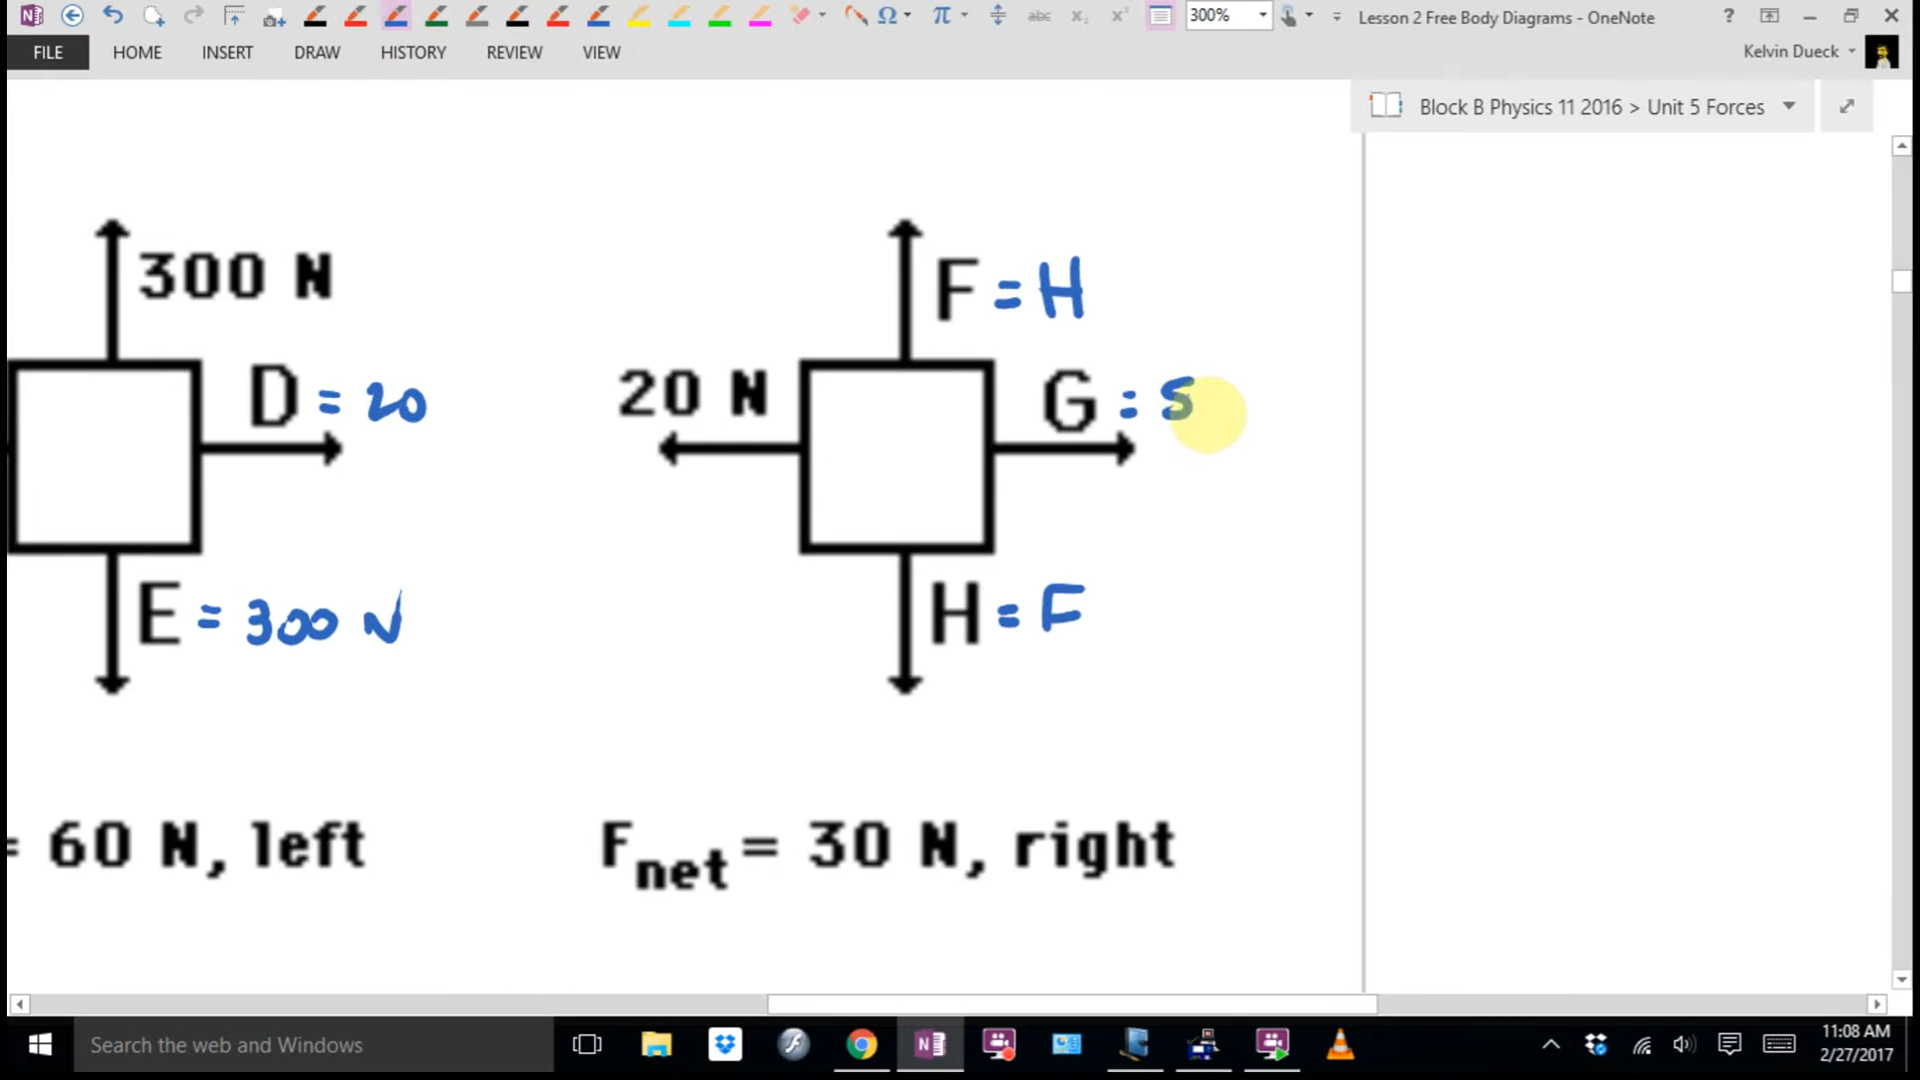 300% Lesson 2 Free Body Diagrams - OneNote ?
FILE HOME INSERT DRAW HISTORY REVIEW VIEW Kelvin Dueck
Block B Physics 11 2016 > Unit 5 Forces
300 N
D = 20
E = 300 N
= 60 N, left
F = H
20 N
G = 5
H = F
Fnet = 30 N, right
Search the web and Windows
11:08 AM
2/27/2017